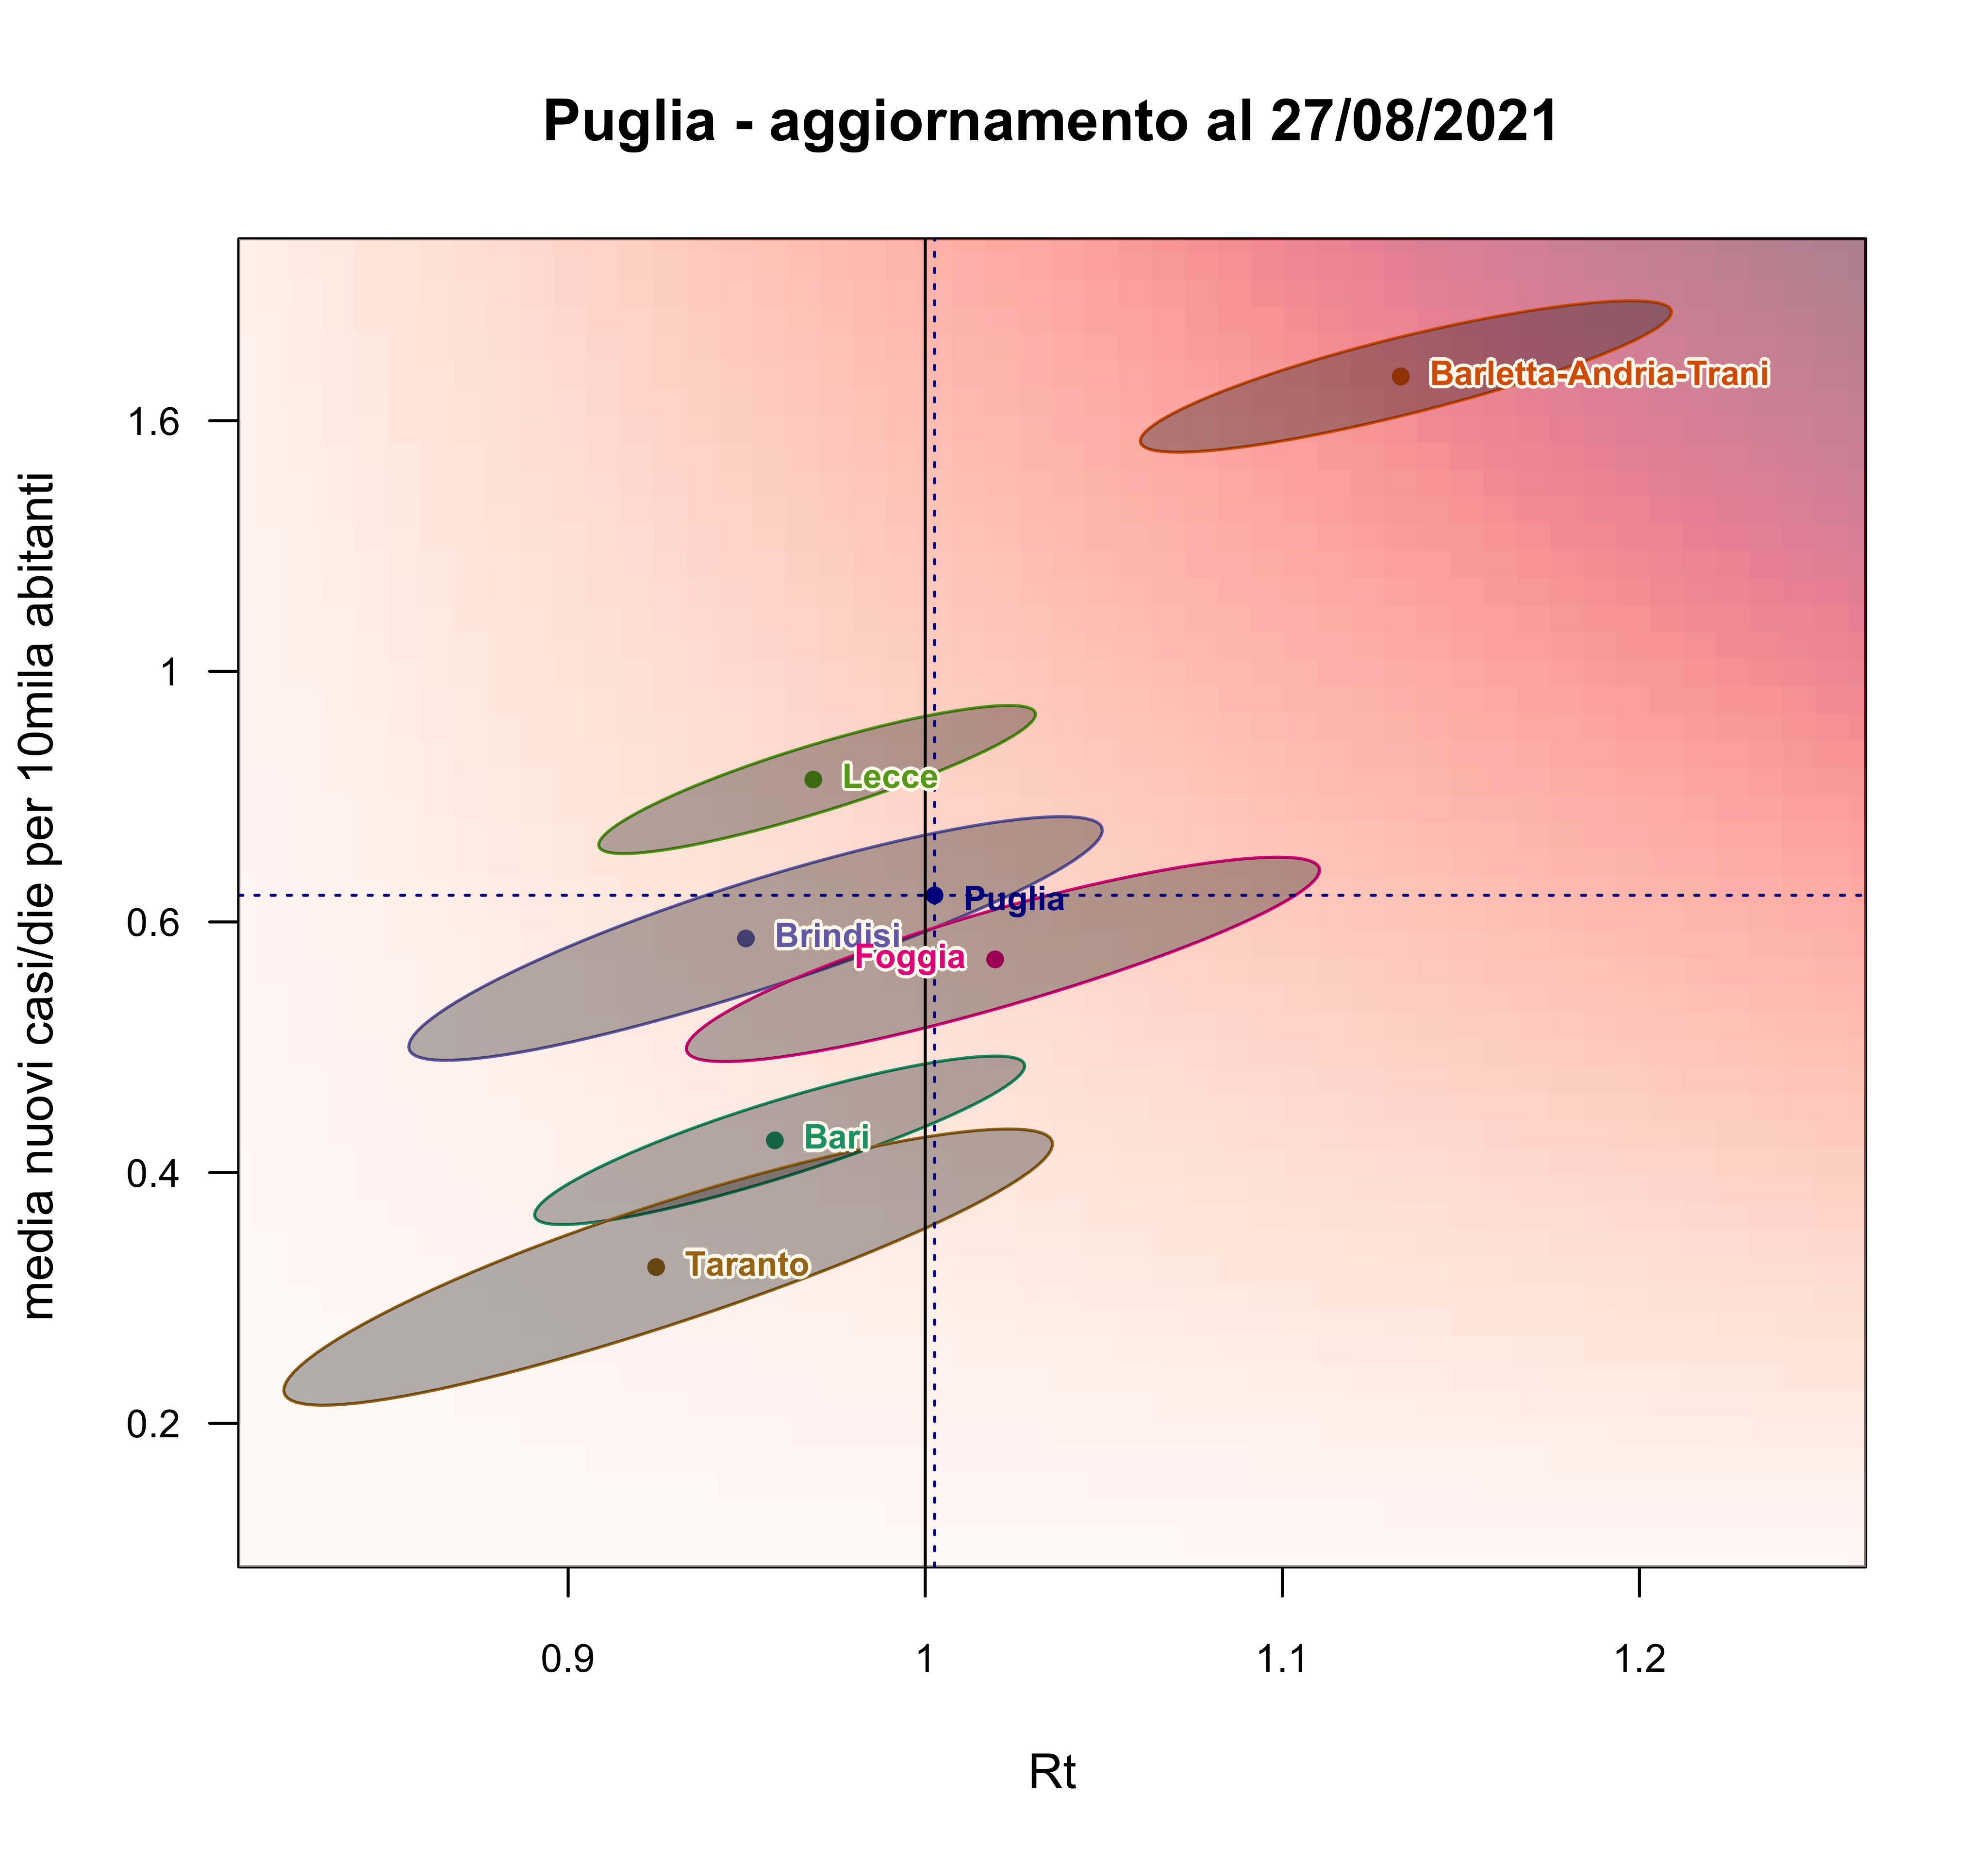 Puglia - aggiornamento al 27/08/2021
media nuovi casi/die per 10mila abitanti
1.6
1
0.6
0.4
0.2
Barletta-Andria-Trani
Lecce
Puglia
Brindisi
Foggia
Bari
Taranto
0.9
1
1.1
1.2
Rt